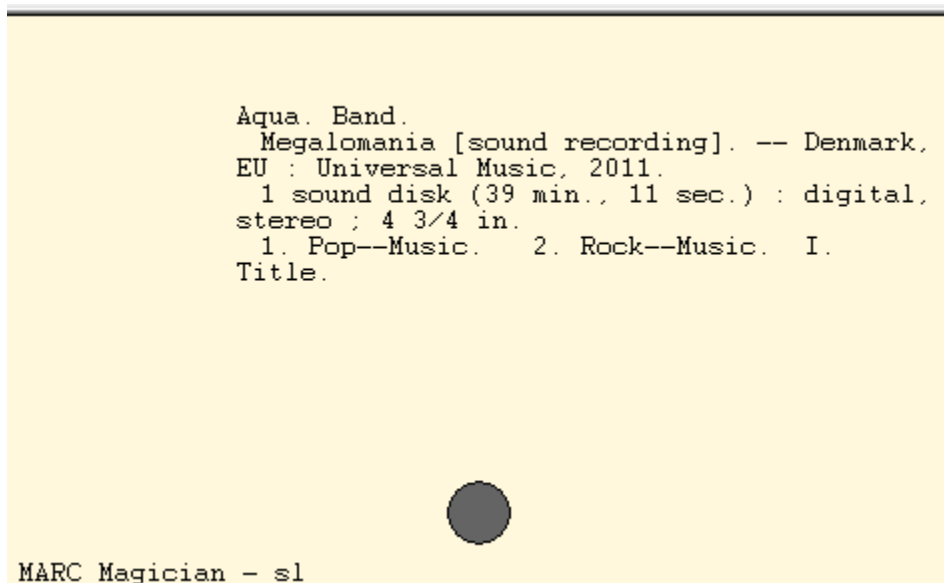 Aqua. Band.
Megalomania [sound recording]. -- Denmark,
EU : Universal Music, 2011.
1 sound disk (39 min., 11 sec.) : digital,
stereo ; 4 3/4 in.
1. Pop--Music. 2. Rock--Music. I.
Title.
MARC Magician - sl